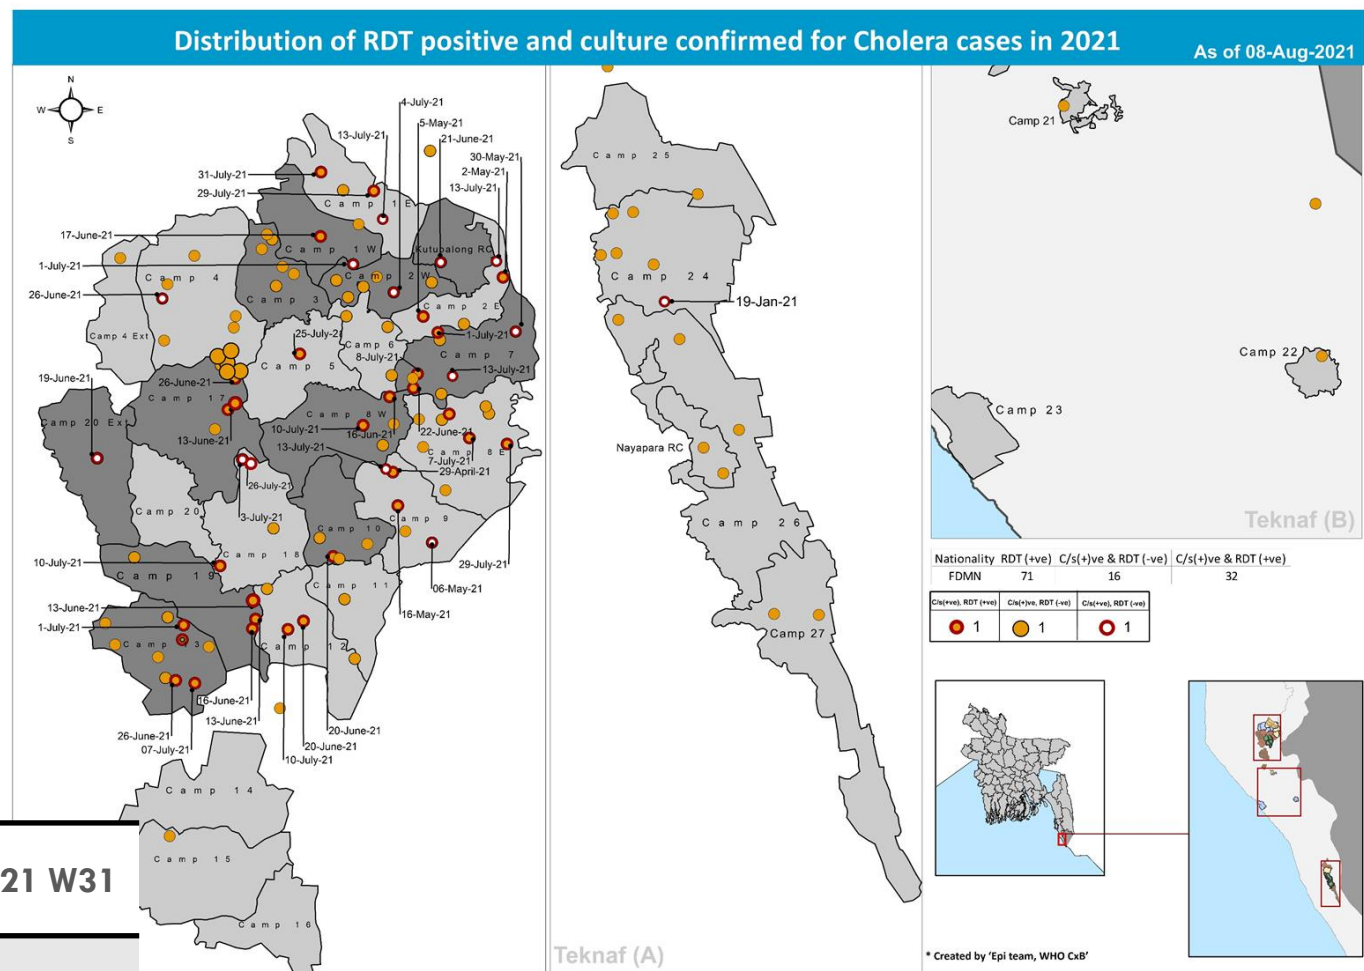 Distribution of RDT positive and culture confirmed for Cholera cases in 2021
As of 08-Aug-2021
N
W
E
S
4-July-21
5-May-21
13-July-21
21-June-21
30-May-21
2-May-21
13-July-21
31-July-21
29-July-21
Camp 1 E
17-June-21
Camp 1 W
Kutupalong RC
1-July-21
Camp 4
Camp 2 W
26-June-21
Camp 3
Camp 2 E
Camp 4 Ext
25-July-21
1-July-21
Camp 6
8-July-21
Camp 7
Camp 5
13-July-21
19-June-21
26-June-21
Camp 17
Camp 8 W
Camp 20 Ext
10-July-21
16-Jun-21
22-June-21
13-June-21
13-July-21
7-July-21
Camp 8 E
29-April-21
26-July-21
Camp 20
3-July-21
Camp 9
Camp 10
Camp 18
10-July-21
29-July-21
Camp 19
06-May-21
Camp 11
13-June-21
16-May-21
1-July-21
Camp 13
Camp 12
16-June-21
13-June-21
26-June-21
20-June-21
07-July-21
20-June-21
10-July-21
Camp 14
Camp 15
Camp 16
21 W31
Camp 25
Camp 24
19-Jan-21
Nayapara RC
Camp 26
Camp 27
Teknaf (A)
Camp 21
Camp 22
Camp 23
Teknaf (B)
Nationality RDT (+ve) C/s(+)ve & RDT (-ve) C/s(+)ve & RDT (+ve)
FDMN 71 16 32
C/s(+ve), RDT (+ve) C/s(+)ve, RDT (-ve) C/s(+ve), RDT (-ve)
1 1 1
* Created by 'Epi team, WHO CxB'